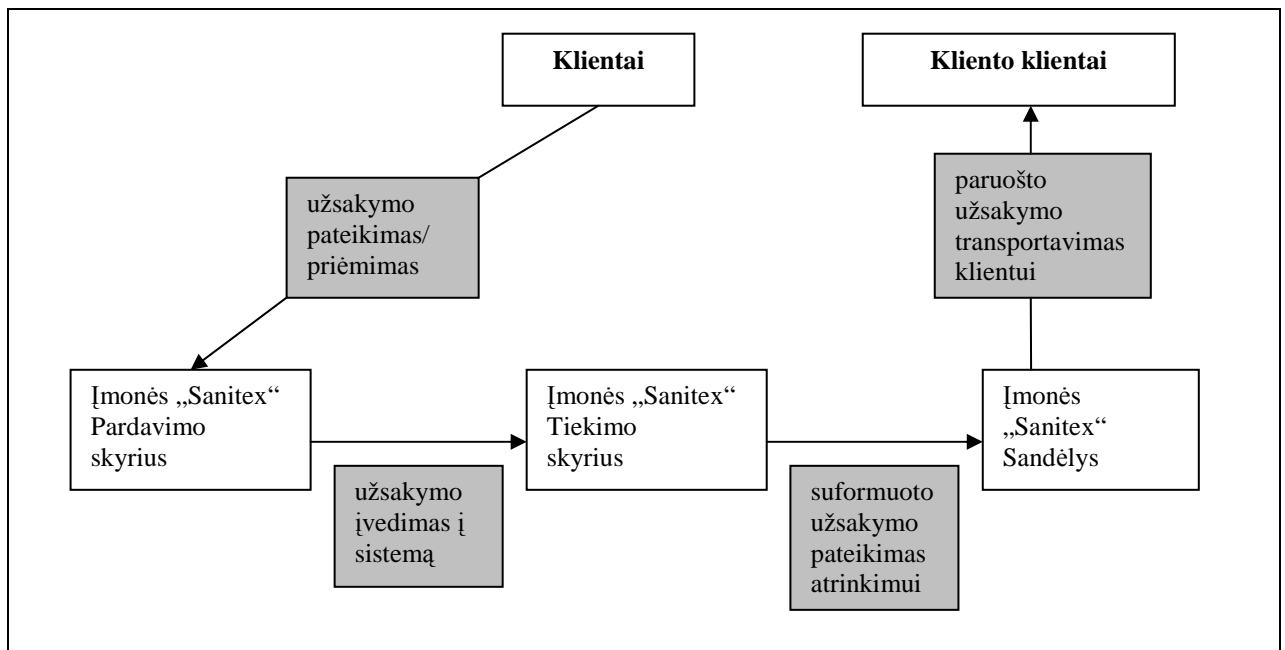 Klientai
Kliento klientai
užsakymo
pateikimas/
priėmimas
paruošto
užsakymo
transportavimas
klientui
Įmonės „Sanitex“
Pardavimo
skyrius
Įmonės „Sanitex“
Tiekimo
skyrius
Įmonės
„Sanitex“
Sandėlys
užsakymo
įvedimas į
sistemą
suformuoto
užsakymo
pateikimas
atrinkimui